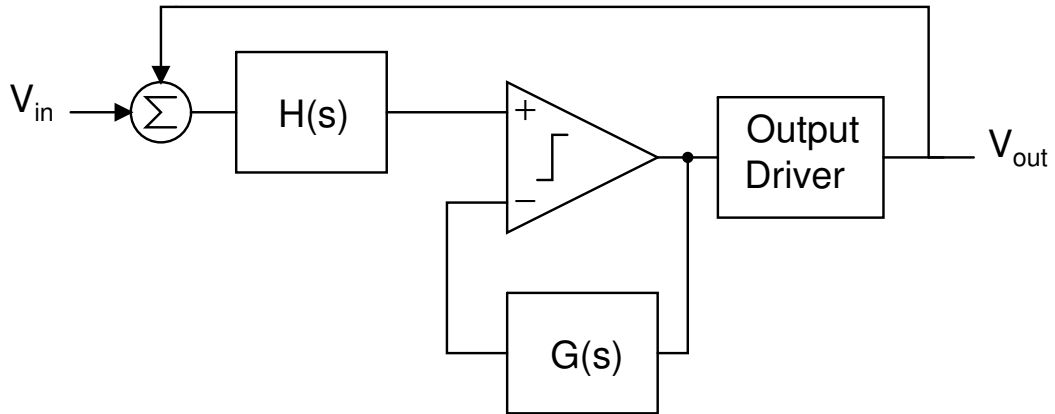 V_in
Σ
H(s)
+
−
Output
Driver
V_out
G(s)